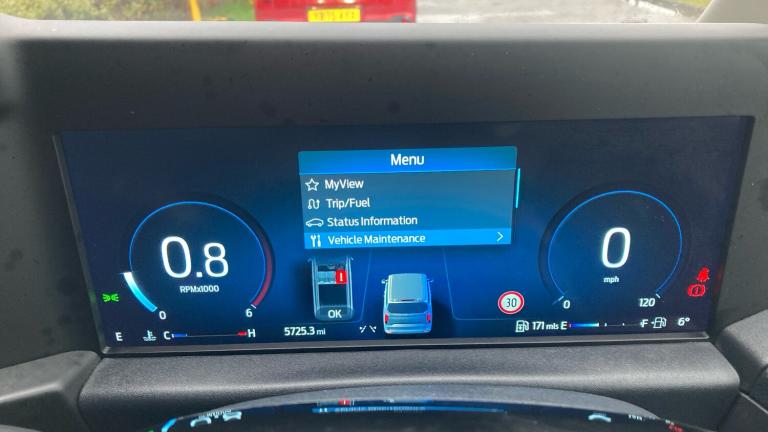 Menu
MyView
Trip/Fuel
Status Information
Vehicle Maintenance
0.8
RPMx1000
0
6
0
mph
0
120
30
OK
E
C
H
5725.3 mi
171 mls E
F
6°